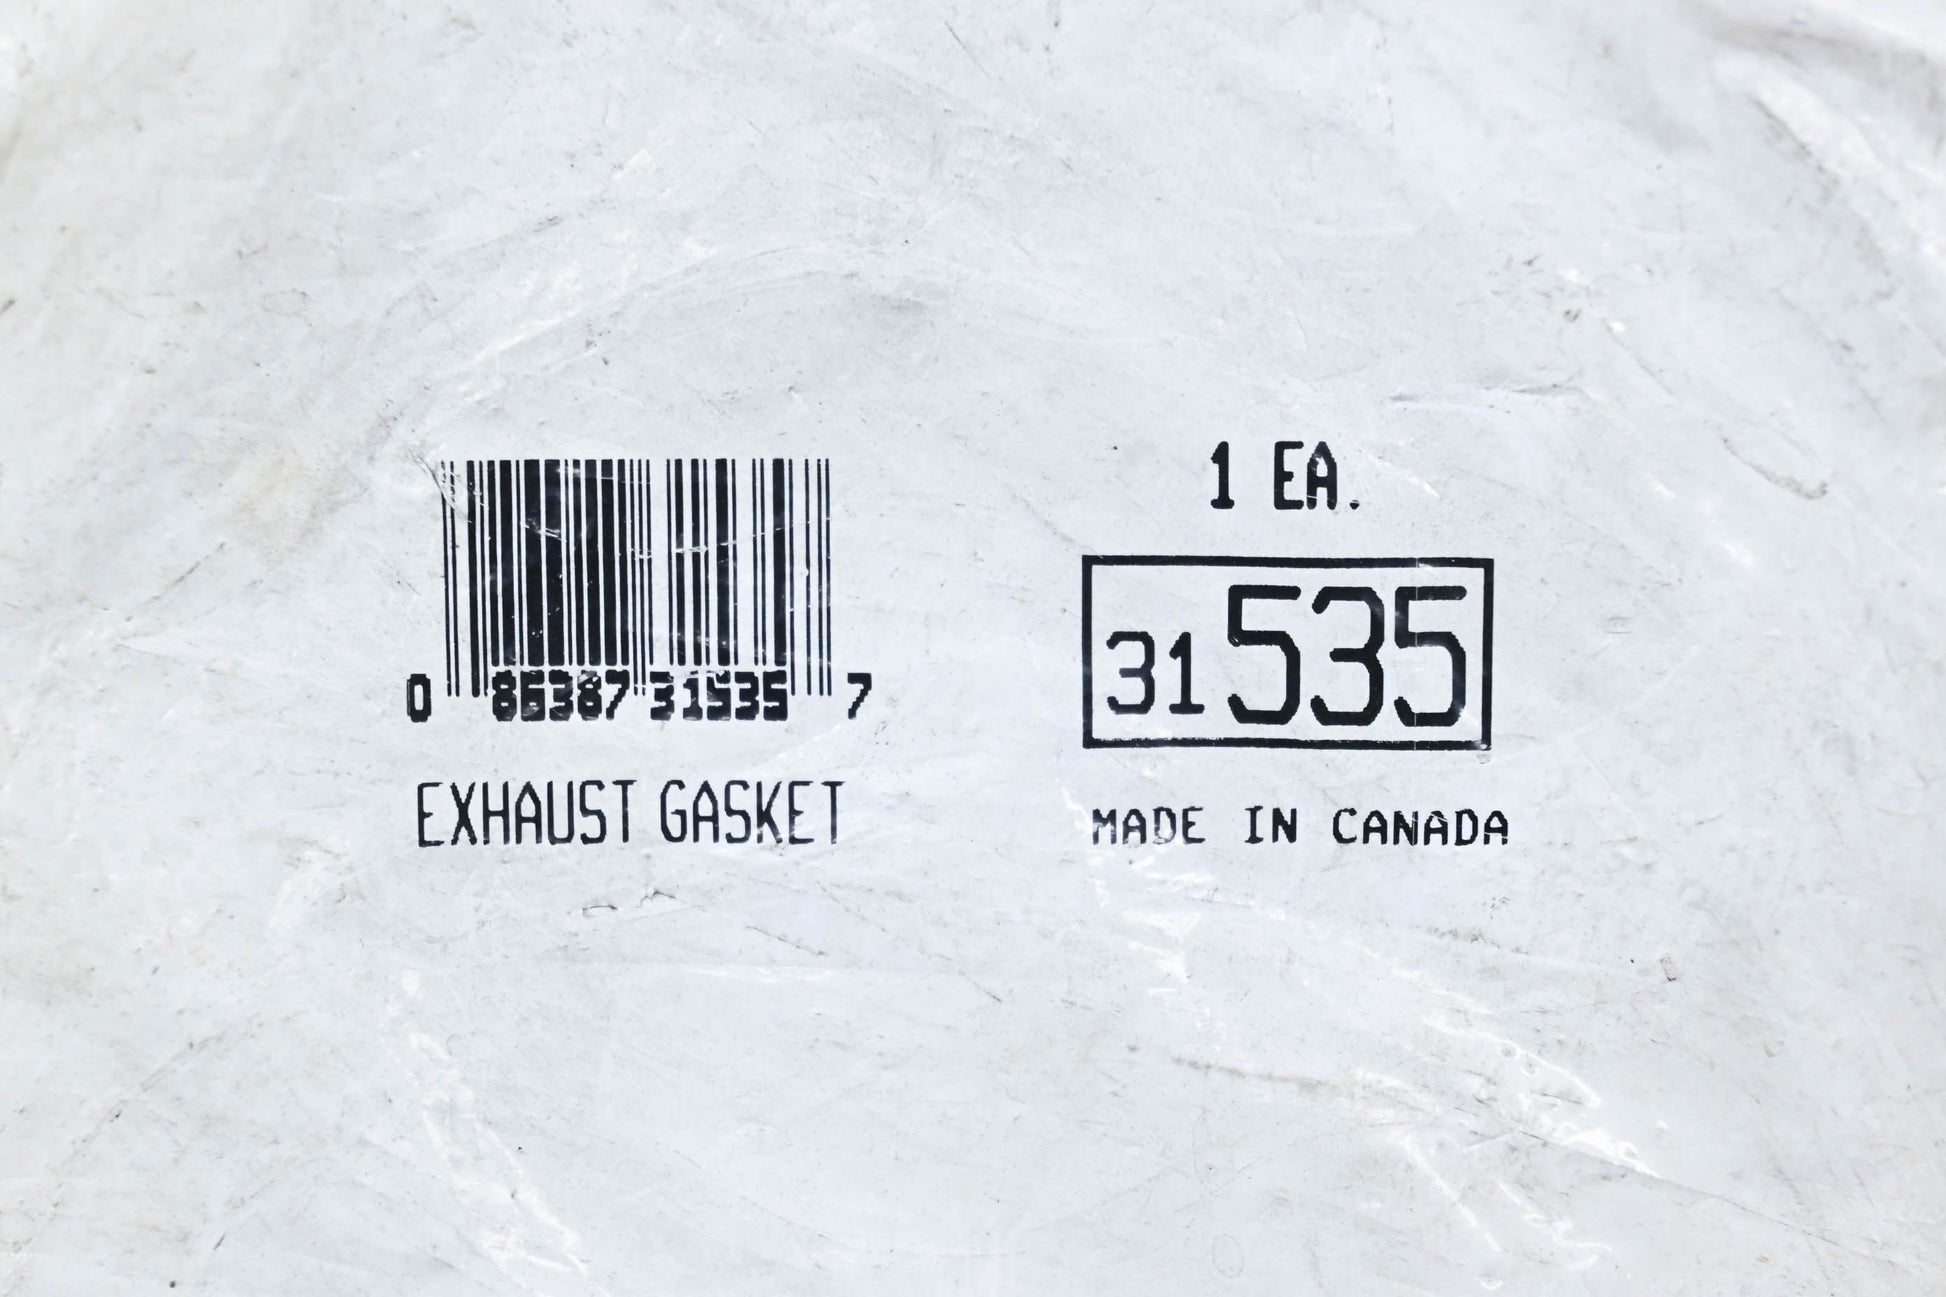 0 86387 31535 7
EXHAUST GASKET
1 EA.
31535
MADE IN CANADA